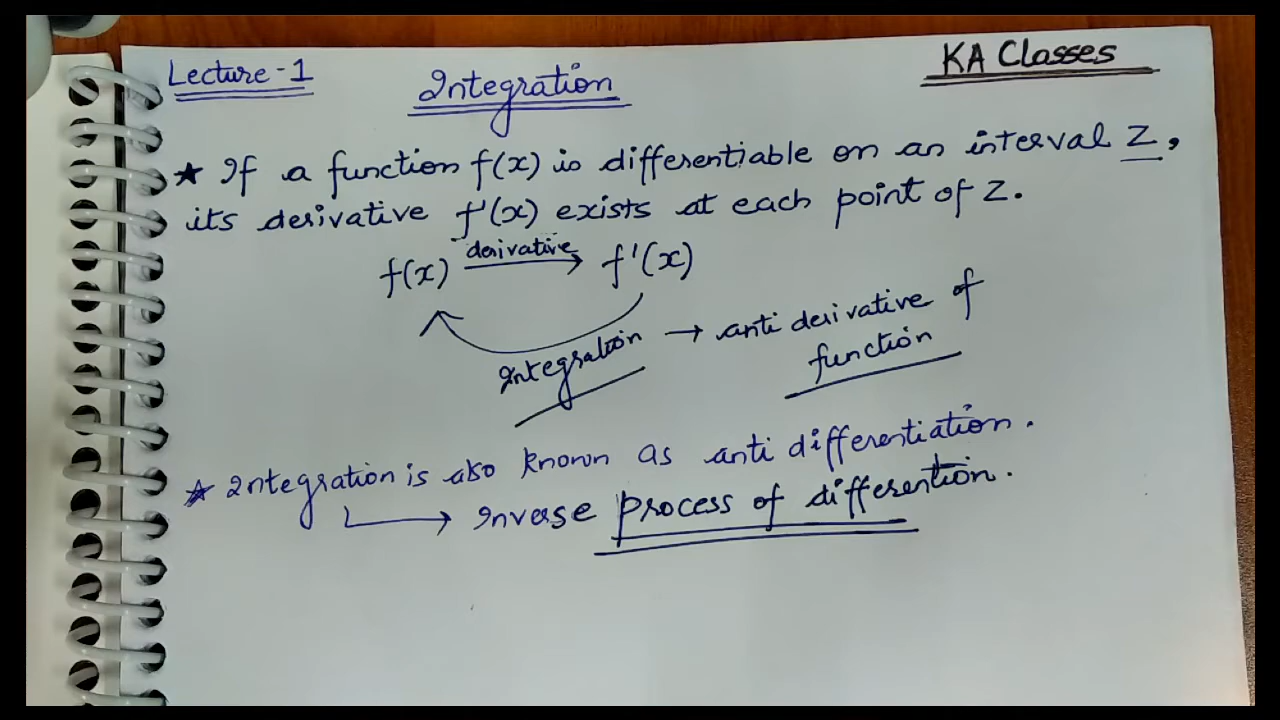 Lecture - 1
Integration
KA Classes
★ If a function f(x) is differentiable on an interval Z,
its derivative f'(x) exists at each point of Z.
f(x) derivative → f'(x)
Integration → anti derivative of
function
★ Integration is also known as anti differentiation.
→ Inverse process of differention.